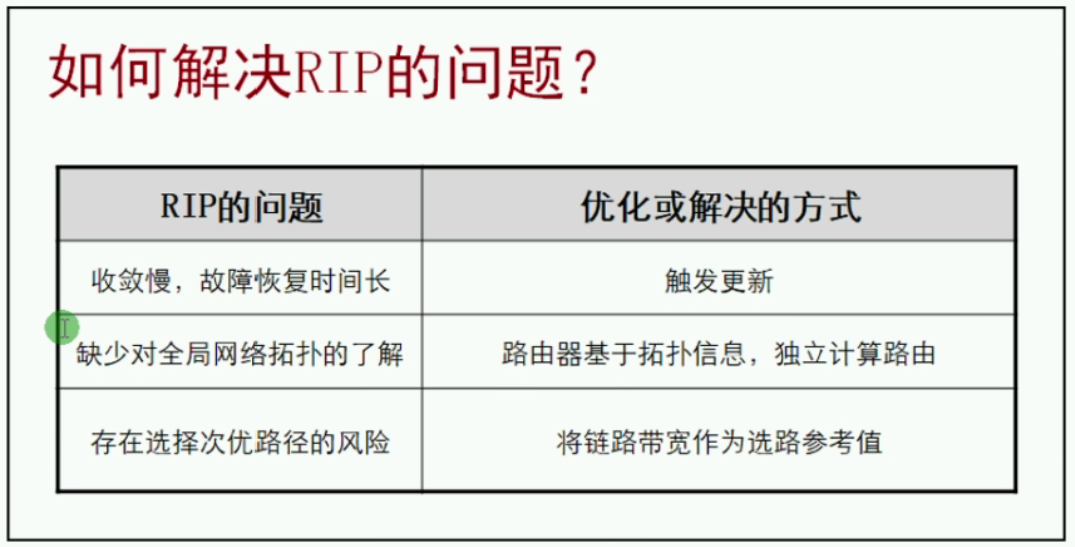 如何解决RIP的问题？
RIP的问题
优化或解决的方式
收敛慢，故障恢复时间长
触发更新
缺少对全局网络拓扑的了解
路由器基于拓扑信息，独立计算路由
存在选择次优路径的风险
将链路带宽作为选路参考值